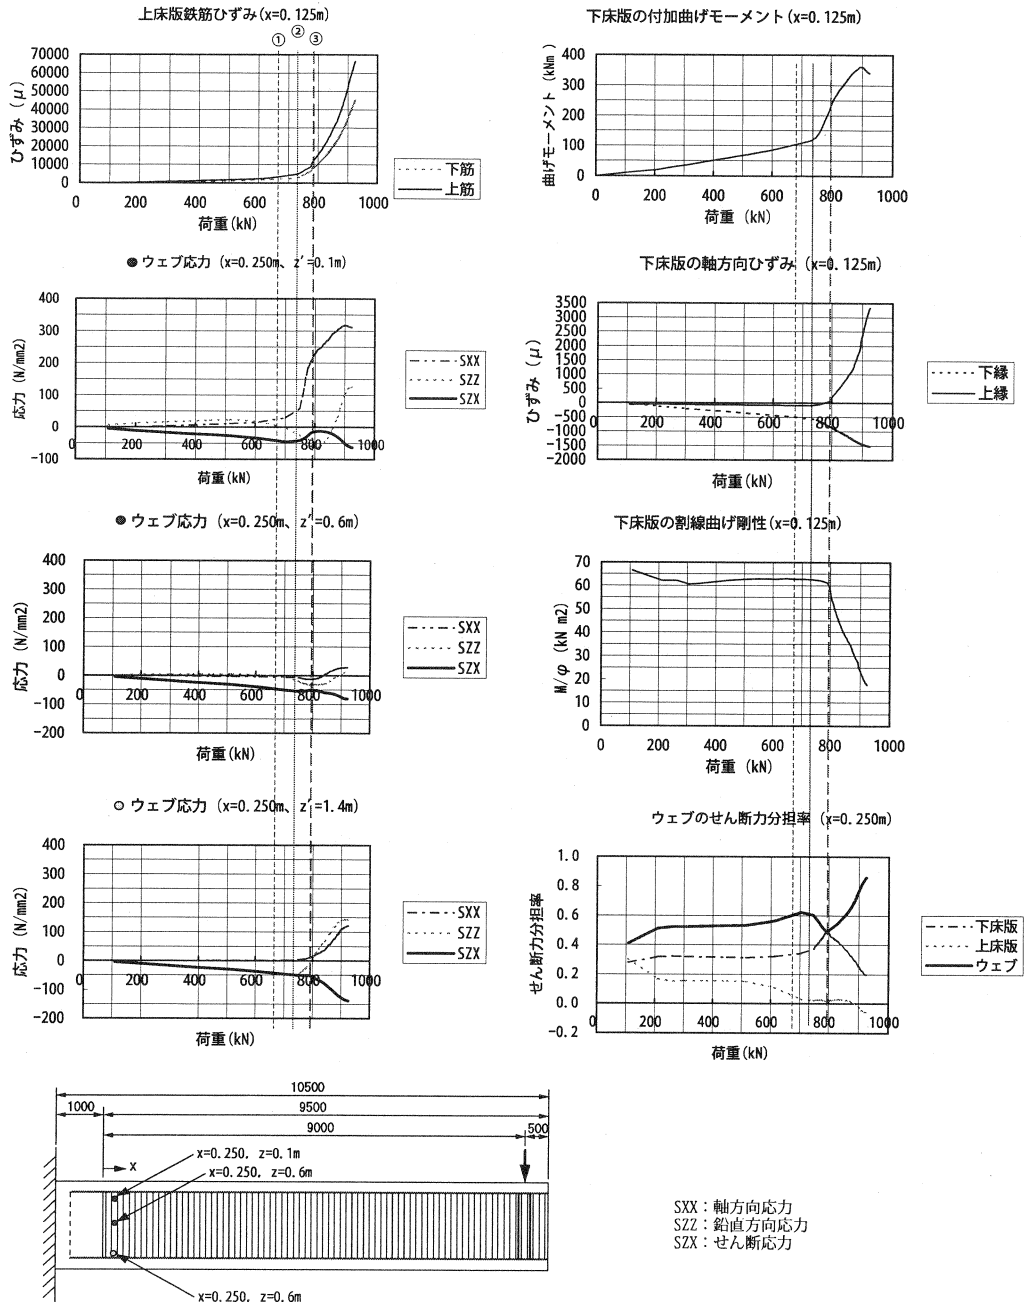 上床版鉄筋ひずみ(x=0.125m)
① ② ③
ひずみ (μ)
70000
60000
50000
40000
30000
20000
10000
0
0 200 400 600 800 1000
荷重(kN)
下筋
上筋
●ウェブ応力 (x=0.250m、z'=0.1m)
応力 (N/mm2)
400
300
200
100
0
-100
0 200 400 600 800 1000
荷重(kN)
SXX
SZZ
SZX
●ウェブ応力 (x=0.250m、z'=0.6m)
応力 (N/mm2)
400
300
200
100
0
-100
-200
0 200 400 600 800 1000
荷重(kN)
SXX
SZZ
SZX
○ウェブ応力 (x=0.250m、z'=1.4m)
応力 (N/mm2)
400
300
200
100
0
-100
-200
0 200 400 600 800 1000
荷重(kN)
SXX
SZZ
SZX
下床版の付加曲げモーメント(x=0.125m)
曲げモーメント (kNm)
400
300
200
100
0
0 200 400 600 800 1000
荷重 (kN)
下床版の軸方向ひずみ (x=0.125m)
ひずみ (μ)
3500
3000
2500
2000
1500
1000
500
0
-500
-1000
-1500
-2000
0 200 400 600 800 1000
荷重(kN)
下縁
上縁
下床版の割線曲げ剛性(x=0.125m)
M/φ (kN m2)
70
60
50
40
30
20
10
0
0 200 400 600 800 1000
荷重 (kN)
ウェブのせん断力分担率 (x=0.250m)
せん断力分担率
1.0
0.8
0.6
0.4
0.2
0.0
-0.2
0 200 400 600 800 1000
荷重(kN)
下床版
上床版
ウェブ
10500
1000 9500
9000 500
x
x=0.250, z=0.1m
x=0.250, z=0.6m
x=0.250, z=0.6m
SXX：軸方向応力
SZZ：鉛直方向応力
SZX：せん断応力